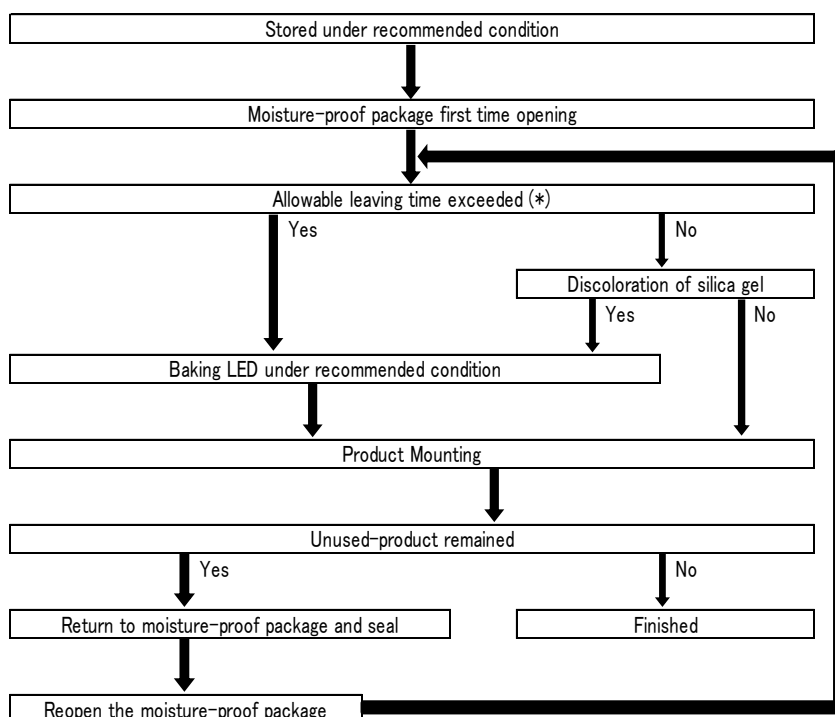 Stored under recommended condition
Moisture-proof package first time opening
Allowable leaving time exceeded (*)
Yes
No
Discoloration of silica gel
Yes
No
Baking LED under recommended condition
Product Mounting
Unused-product remained
Yes
No
Return to moisture-proof package and seal
Finished
Reopen the moisture-proof package